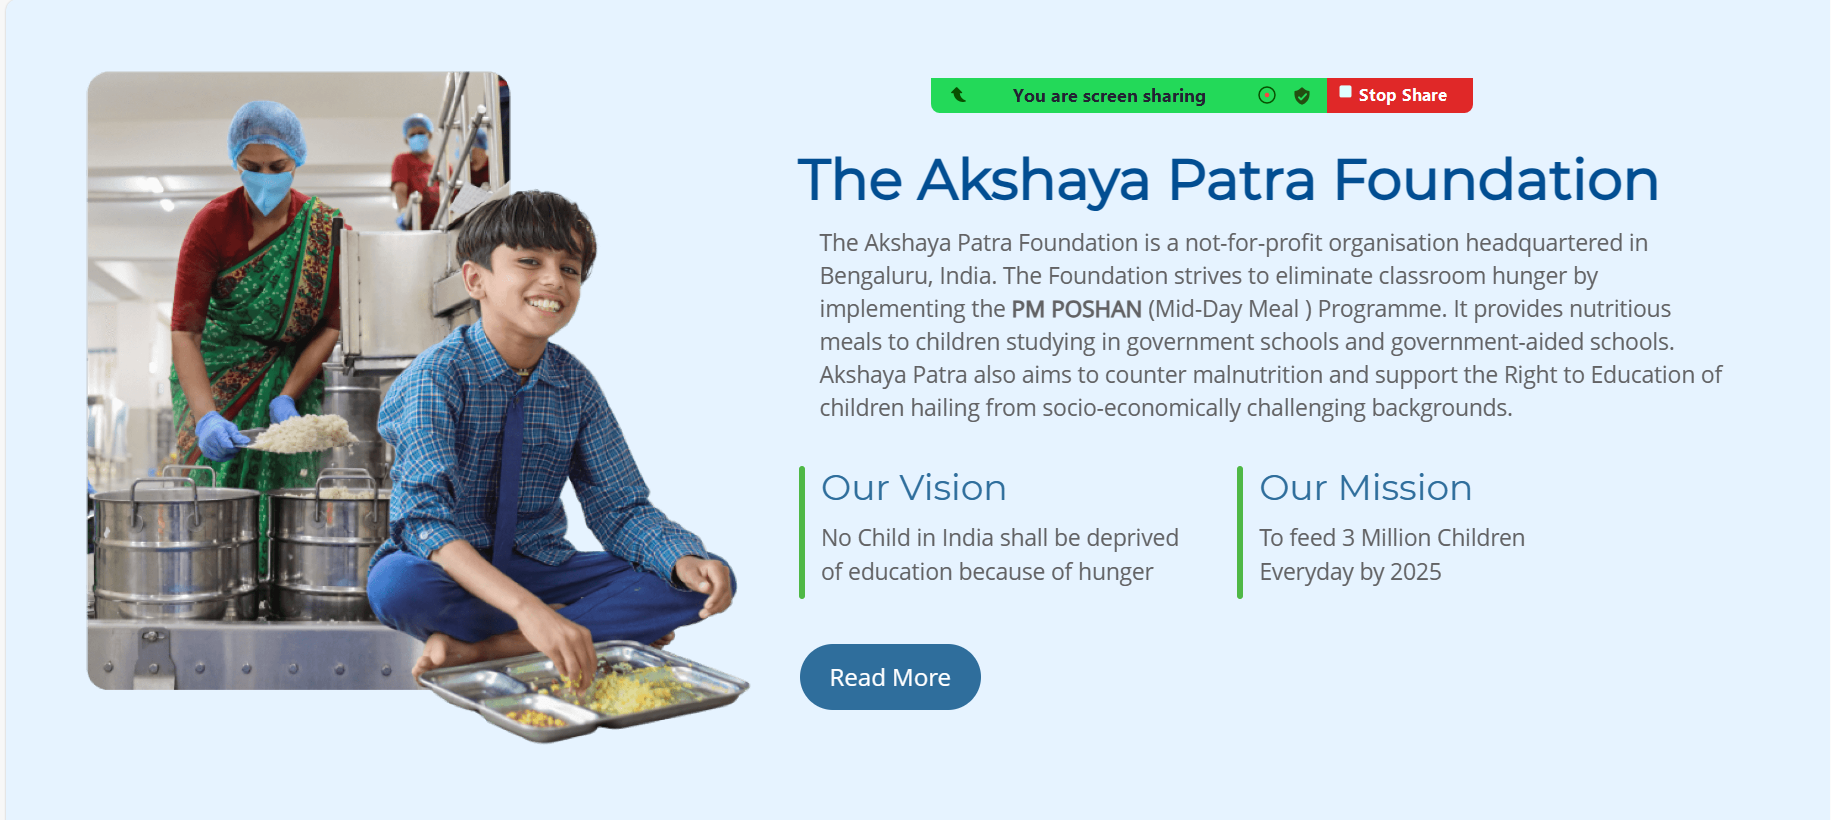 You are screen sharing
Stop Share
The Akshaya Patra Foundation
The Akshaya Patra Foundation is a not-for-profit organisation headquartered in
Bengaluru, India. The Foundation strives to eliminate classroom hunger by
implementing the PM POSHAN (Mid-Day Meal ) Programme. It provides nutritious
meals to children studying in government schools and government-aided schools.
Akshaya Patra also aims to counter malnutrition and support the Right to Education of
children hailing from socio-economically challenging backgrounds.
Our Vision
No Child in India shall be deprived
of education because of hunger
Our Mission
To feed 3 Million Children
Everyday by 2025
Read More